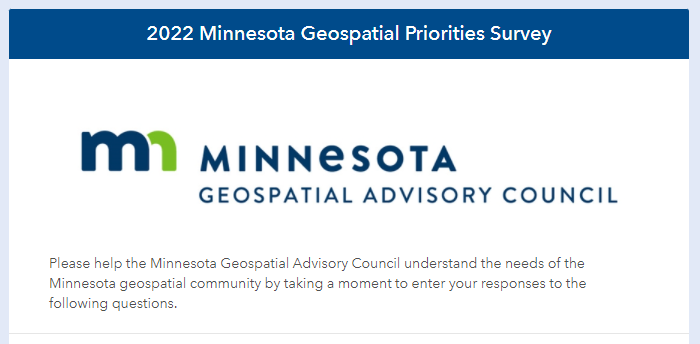 2022 Minnesota Geospatial Priorities Survey
mn MINNeSOTA
GEOSPATIAL ADVISORY COUNCIL
Please help the Minnesota Geospatial Advisory Council understand the needs of the
Minnesota geospatial community by taking a moment to enter your responses to the
following questions.